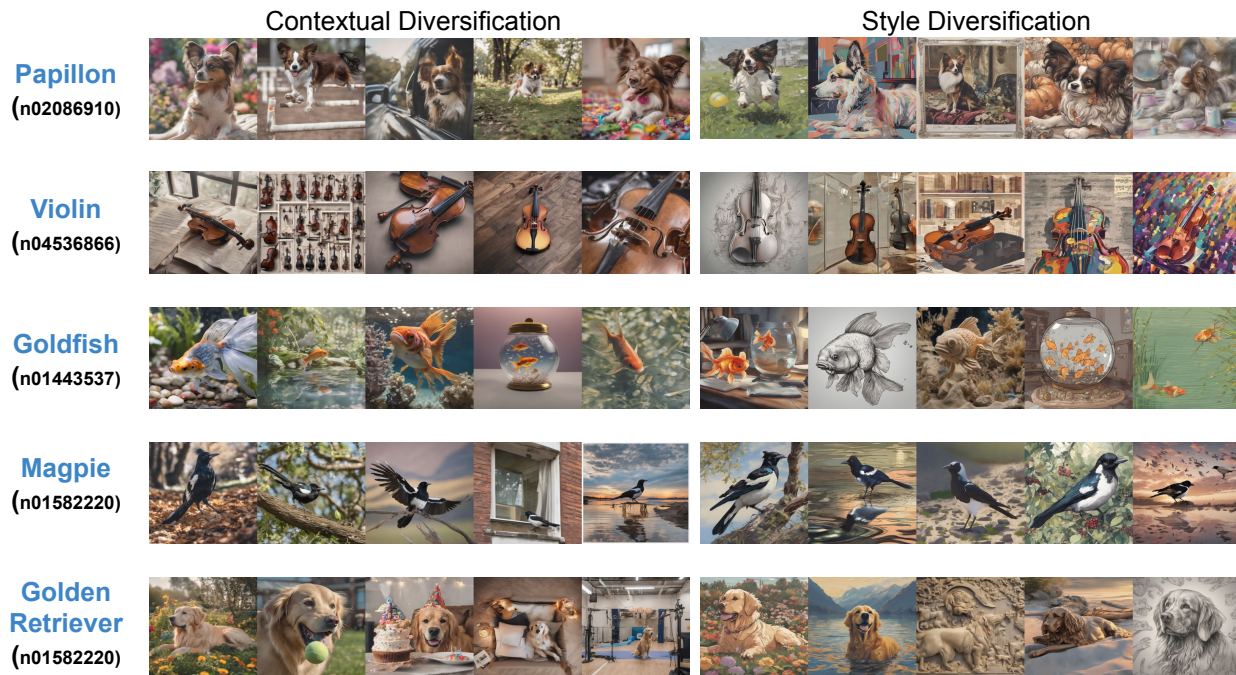 Contextual Diversification
Style Diversification
Papillon
(n02086910)
Violin
(n04536866)
Goldfish
(n01443537)
Magpie
(n01582220)
Golden
Retriever
(n01582220)